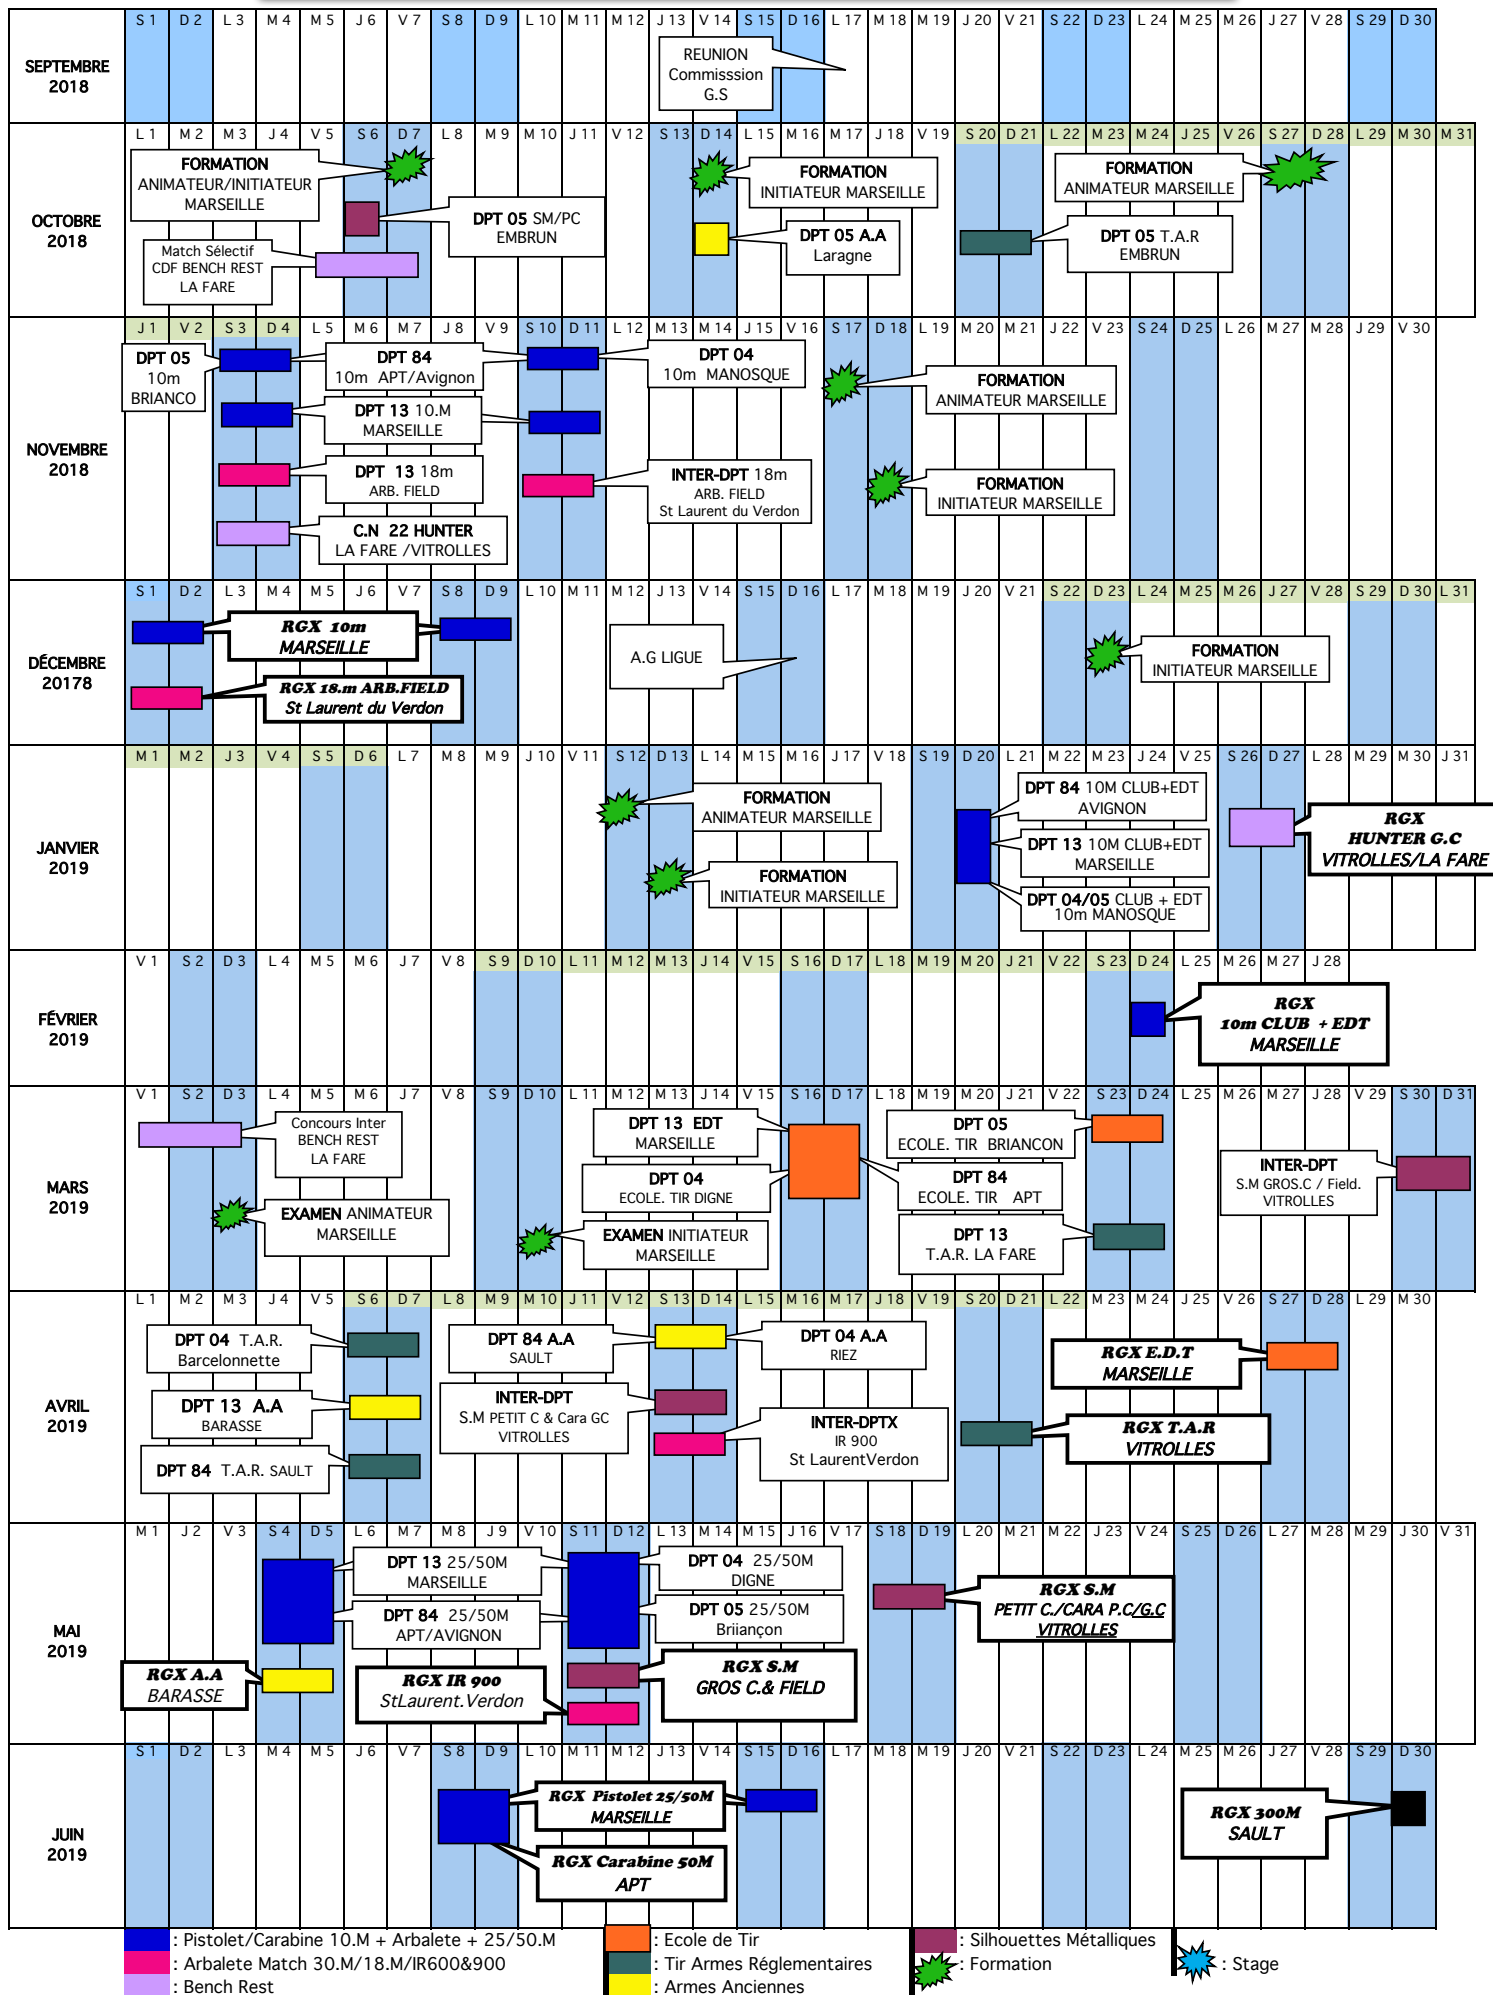 S 1 D 2 L 3 M 4 M 5 J 6 V 7 S 8 D 9 L 10 M 11 M 12 J 13 V 14 S 15 D 16 L 17 M 18 M 19 J 20 V 21 S 22 D 23 L 24 M 25 M 26 J 27 V 28 S 29 D 30
SEPTEMBRE
2018
REUNION
Commisssion
G.S
L 1 M 2 M 3 J 4 V 5 S 6 D 7 L 8 M 9 M 10 J 11 V 12 S 13 D 14 L 15 M 16 M 17 J 18 V 19 S 20 D 21 L 22 M 23 M 24 J 25 V 26 S 27 D 28 L 29 M 30 M 31
OCTOBRE
2018
FORMATION
ANIMATEUR/INITIATEUR
MARSEILLE
FORMATION
INITIATEUR MARSEILLE
FORMATION
ANIMATEUR MARSEILLE
DPT 05 SM/PC
EMBRUN
DPT 05 A.A
Laragne
DPT 05 T.A.R
EMBRUN
Match Sélectif
CDF BENCH REST
LA FARE
J 1 V 2 S 3 D 4 L 5 M 6 M 7 J 8 V 9 S 10 D 11 L 12 M 13 M 14 J 15 V 16 S 17 D 18 L 19 M 20 M 21 J 22 V 23 S 24 D 25 L 26 M 27 M 28 J 29 V 30
NOVEMBRE
2018
DPT 05
10m
BRIANCO
DPT 84
10m APT/Avignon
DPT 04
10m MANOSQUE
FORMATION
ANIMATEUR MARSEILLE
DPT 13 10.M
MARSEILLE
DPT 13 18m
ARB. FIELD
INTER-DPT 18m
ARB. FIELD
St Laurent du Verdon
FORMATION
INITIATEUR MARSEILLE
C.N 22 HUNTER
LA FARE /VITROLLES
S 1 D 2 L 3 M 4 M 5 J 6 V 7 S 8 D 9 L 10 M 11 M 12 J 13 V 14 S 15 D 16 L 17 M 18 M 19 J 20 V 21 S 22 D 23 L 24 M 25 M 26 J 27 V 28 S 29 D 30 L 31
DÉCEMBRE
20178
RGX 10m
MARSEILLE
A.G LIGUE
FORMATION
INITIATEUR MARSEILLE
RGX 18.m ARB.FIELD
St Laurent du Verdon
M 1 M 2 J 3 V 4 S 5 D 6 L 7 M 8 M 9 J 10 V 11 S 12 D 13 L 14 M 15 M 16 J 17 V 18 S 19 D 20 L 21 M 22 M 23 J 24 V 25 S 26 D 27 L 28 M 29 M 30 J 31
JANVIER
2019
FORMATION
ANIMATEUR MARSEILLE
FORMATION
INITIATEUR MARSEILLE
DPT 84 10M CLUB+EDT
AVIGNON
DPT 13 10M CLUB+EDT
MARSEILLE
DPT 04/05 CLUB + EDT
10m MANOSQUE
RGX
HUNTER G.C
VITROLLES/LA FARE
V 1 S 2 D 3 L 4 M 5 M 6 J 7 V 8 S 9 D 10 L 11 M 12 M 13 J 14 V 15 S 16 D 17 L 18 M 19 M 20 J 21 V 22 S 23 D 24 L 25 M 26 M 27 J 28
FÉVRIER
2019
RGX
10m CLUB + EDT
MARSEILLE
V 1 S 2 D 3 L 4 M 5 M 6 J 7 V 8 S 9 D 10 L 11 M 12 M 13 J 14 V 15 S 16 D 17 L 18 M 19 M 20 J 21 V 22 S 23 D 24 L 25 M 26 M 27 J 28 V 29 S 30 D 31
MARS
2019
Concours Inter
BENCH REST
LA FARE
EXAMEN ANIMATEUR
MARSEILLE
DPT 13 EDT
MARSEILLE
DPT 04
ECOLE. TIR DIGNE
EXAMEN INITIATEUR
MARSEILLE
DPT 05
ECOLE. TIR BRIANCON
DPT 84
ECOLE. TIR APT
DPT 13
T.A.R. LA FARE
INTER-DPT
S.M GROS.C / Field.
VITROLLES
L 1 M 2 M 3 J 4 V 5 S 6 D 7 L 8 M 9 M 10 J 11 V 12 S 13 D 14 L 15 M 16 M 17 J 18 V 19 S 20 D 21 L 22 M 23 M 24 J 25 V 26 S 27 D 28 L 29 M 30
AVRIL
2019
DPT 04 T.A.R.
Barcelonnette
DPT 13 A.A
BARASSE
DPT 84 T.A.R. SAULT
DPT 84 A.A
SAULT
INTER-DPT
S.M PETIT C & Cara GC
VITROLLES
DPT 04 A.A
RIEZ
INTER-DPTX
IR 900
St LaurentVerdon
RGX E.D.T
MARSEILLE
RGX T.A.R
VITROLLES
M 1 J 2 V 3 S 4 D 5 L 6 M 7 M 8 J 9 V 10 S 11 D 12 L 13 M 14 M 15 J 16 V 17 S 18 D 19 L 20 M 21 M 22 J 23 V 24 S 25 D 26 L 27 M 28 M 29 J 30 V 31
MAI
2019
DPT 13 25/50M
MARSEILLE
DPT 84 25/50M
APT/AVIGNON
DPT 04 25/50M
DIGNE
DPT 05 25/50M
Briiançon
RGX S.M
PETIT C./CARA P.C/G.C
VITROLLES
RGX A.A
BARASSE
RGX IR 900
StLaurent.Verdon
RGX S.M
GROS C.& FIELD
S 1 D 2 L 3 M 4 M 5 J 6 V 7 S 8 D 9 L 10 M 11 M 12 J 13 V 14 S 15 D 16 L 17 M 18 M 19 J 20 V 21 S 22 D 23 L 24 M 25 M 26 J 27 V 28 S 29 D 30
JUIN
2019
RGX Pistolet 25/50M
MARSEILLE
RGX Carabine 50M
APT
RGX 300M
SAULT
: Pistolet/Carabine 10.M + Arbalete + 25/50.M
: Arbalete Match 30.M/18.M/IR600&900
: Bench Rest
: Ecole de Tir
: Tir Armes Réglementaires
: Armes Anciennes
: Silhouettes Métalliques
: Formation
: Stage